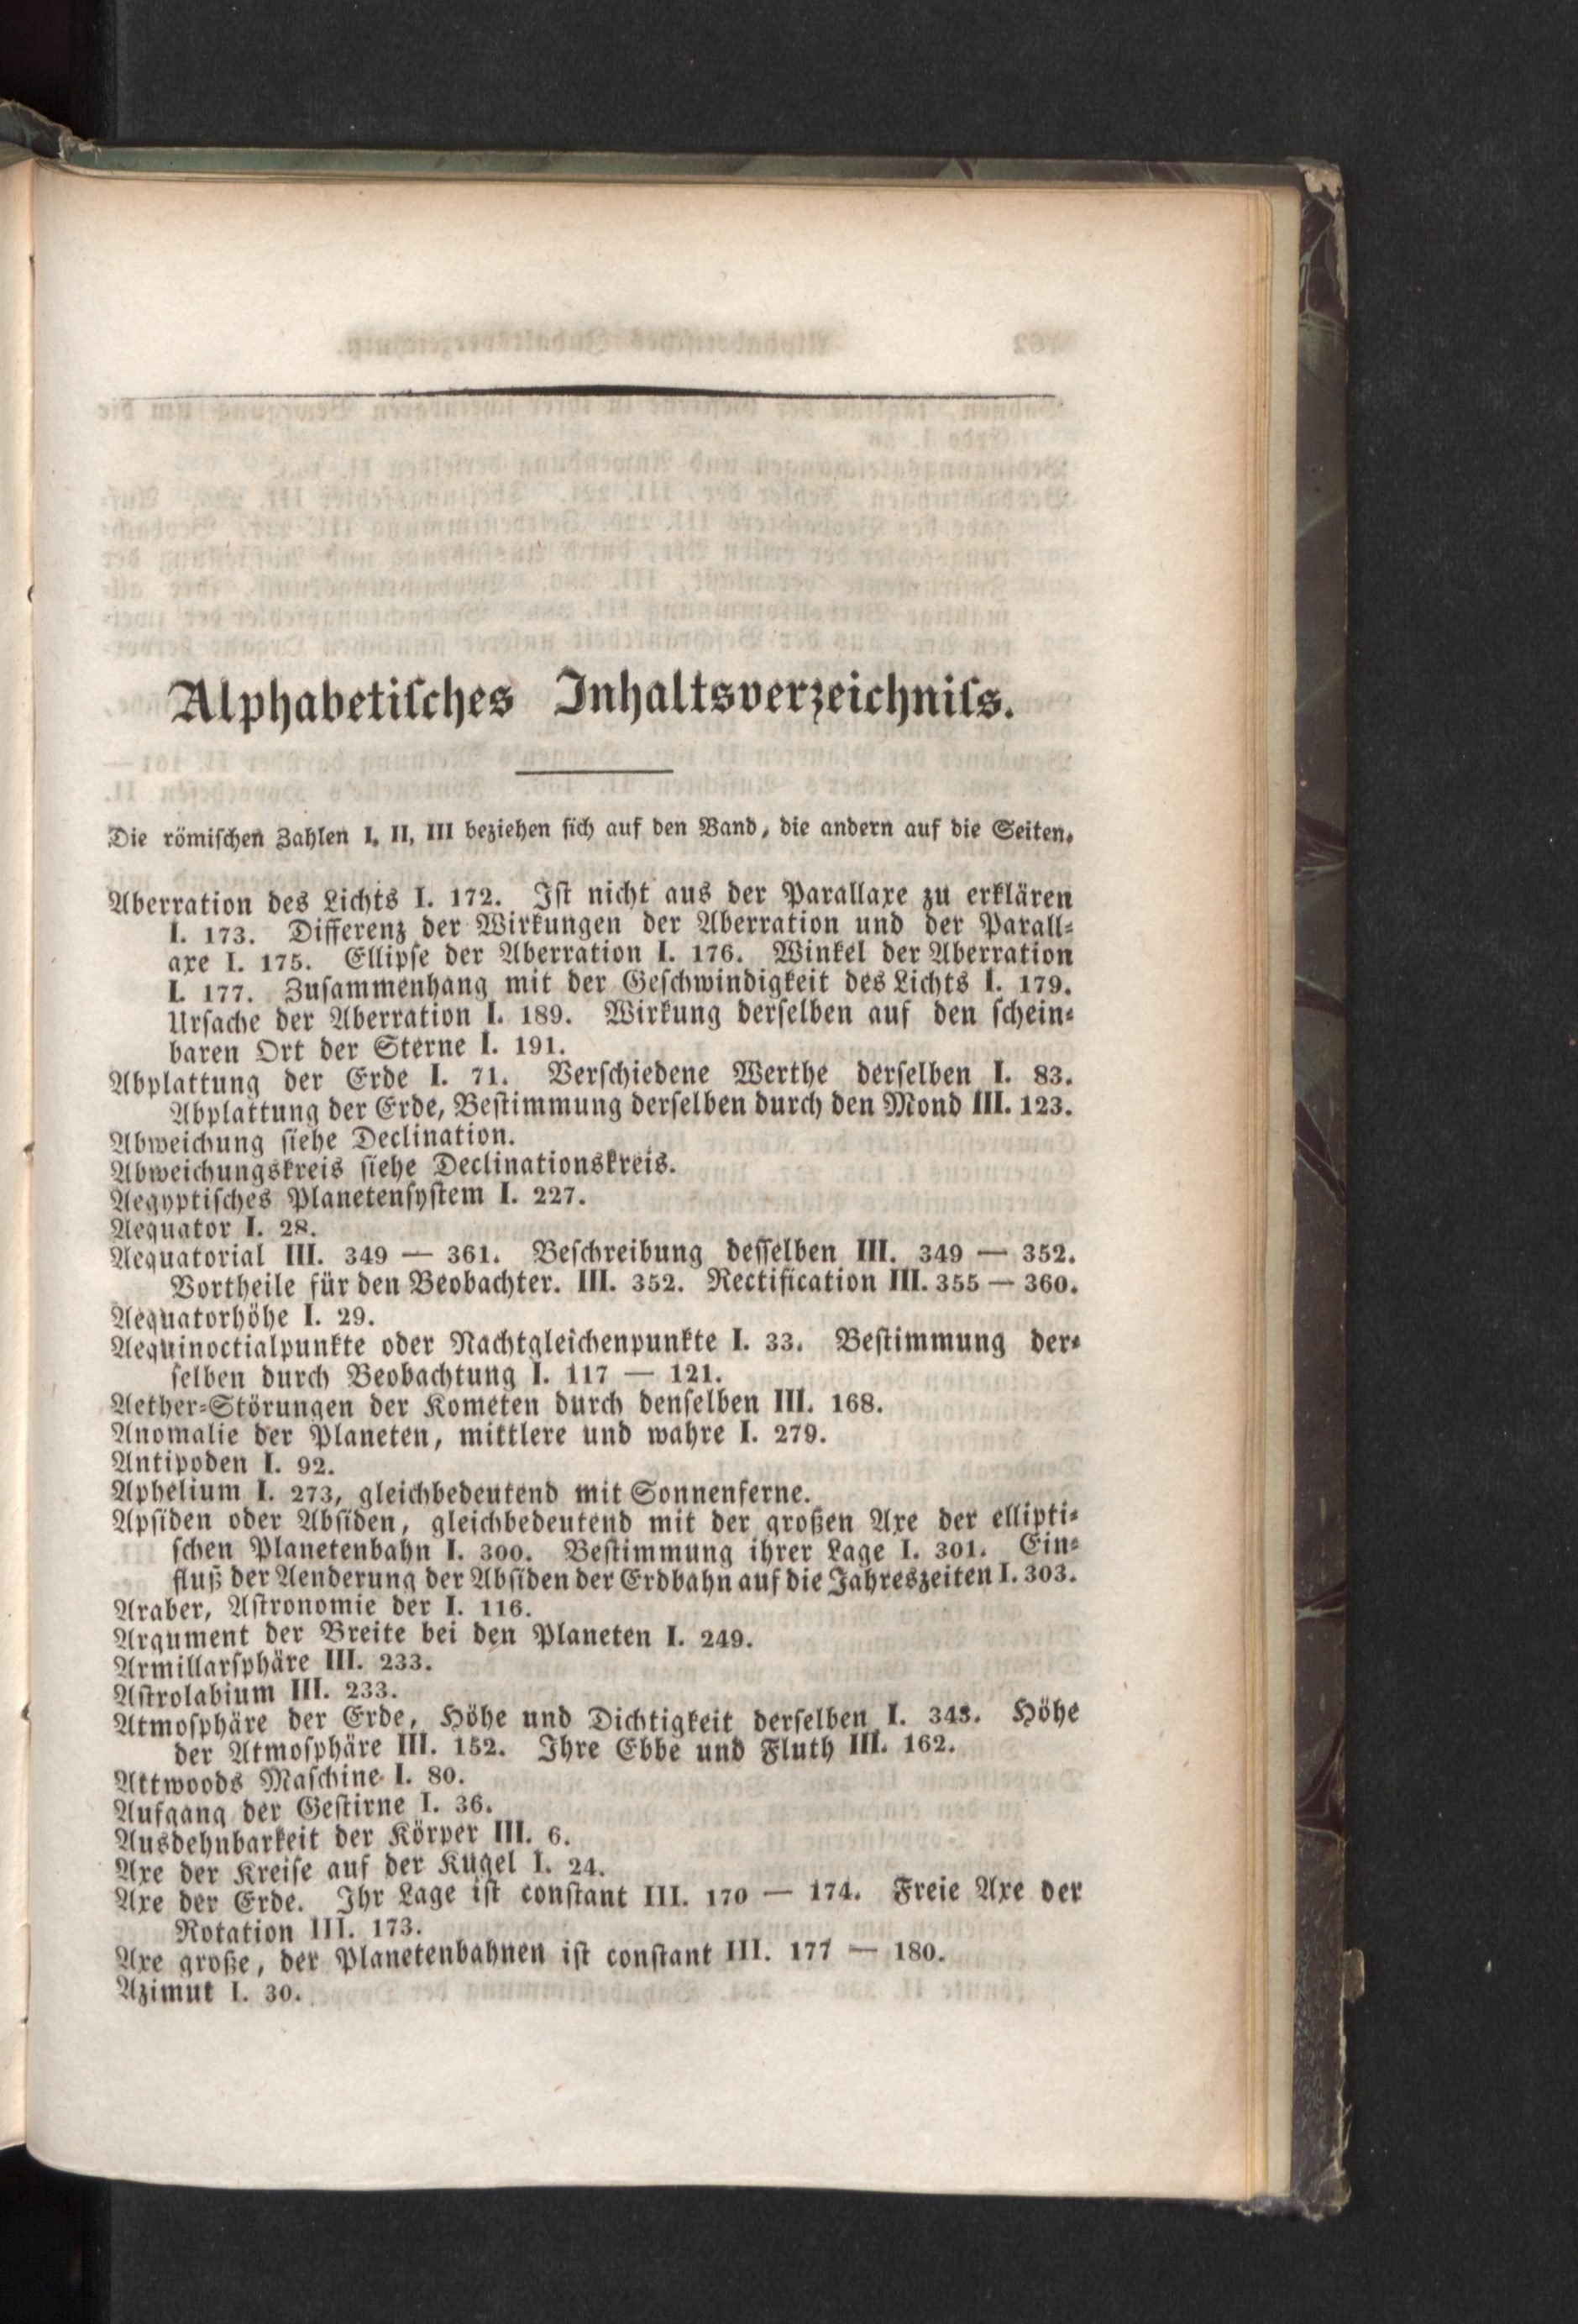 Alphabetisches Inhaltsverzeichniss.
Die römischen Zahlen I, II, III beziehen sich auf den Band, die andern auf die Seiten.
Aberration des Lichts I. 172. Ist nicht aus der Parallaxe zu erklären
I. 173. Differenz der Wirkungen der Aberration und der Parall-
axe I. 175. Ellipse der Aberration I. 176. Winkel der Aberration
I. 177. Zusammenhang mit der Geschwindigkeit des Lichts I. 179.
Ursache der Aberration I. 189. Wirkung derselben auf den schein-
baren Ort der Sterne I. 191.
Abplattung der Erde I. 71. Verschiedene Werthe derselben I. 83.
Abplattung der Erde, Bestimmung derselben durch den Mond III. 123.
Abweichung siehe Declination.
Abweichungskreis siehe Declinationskreis.
Aegyptisches Planetensystem I. 227.
Aequator I. 28.
Aequatorial III. 349 — 361. Beschreibung desselben III. 349 — 352.
Vortheile für den Beobachter. III. 352. Rectification III. 355 — 360.
Aequatorhöhe I. 29.
Aequinoctialpunkte oder Nachtgleichenpunkte I. 33. Bestimmung der-
selben durch Beobachtung I. 117 — 121.
Aether-Störungen der Kometen durch denselben III. 168.
Anomalie der Planeten, mittlere und wahre I. 279.
Antipoden I. 92.
Aphelium I. 273, gleichbedeutend mit Sonnenferne.
Apsiden oder Absiden, gleichbedeutend mit der großen Axe der ellipti-
schen Planetenbahn I. 300. Bestimmung ihrer Lage I. 301. Ein-
fluß der Aenderung der Absiden der Erdbahn auf die Jahreszeiten I. 303.
Araber, Astronomie der I. 116.
Argument der Breite bei den Planeten I. 249.
Armillarsphäre III. 233.
Astrolabium III. 233.
Atmosphäre der Erde, Höhe und Dichtigkeit derselben I. 343. Höhe
der Atmosphäre III. 152. Ihre Ebbe und Fluth III. 162.
Attwoods Maschine I. 80.
Aufgang der Gestirne I. 36.
Ausdehnbarkeit der Körper III. 6.
Axe der Kreise auf der Kugel I. 24.
Axe der Erde. Ihr Lage ist constant III. 170 — 174. Freie Axe der
Rotation III. 173.
Axe große, der Planetenbahnen ist constant III. 177 — 180.
Azimut I. 30.